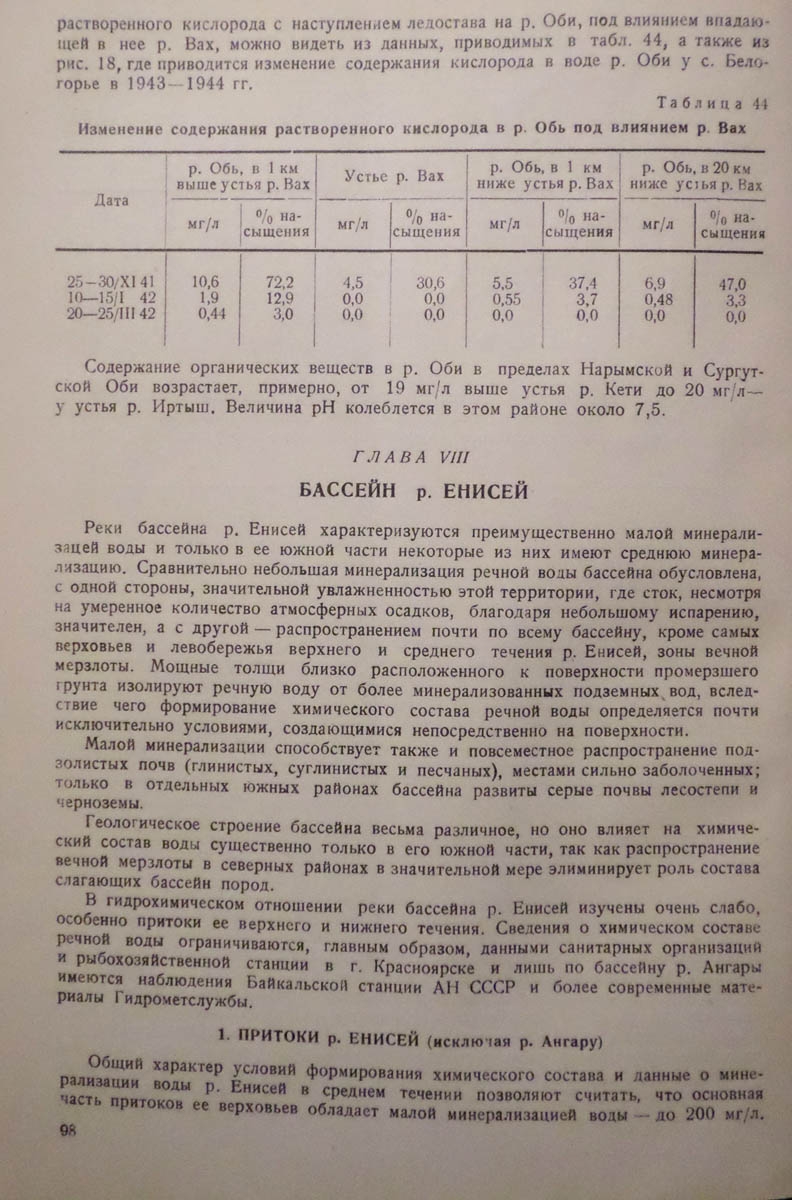 растворенного кислорода с наступлением ледостава на р. Оби, под влиянием впадаю-
щей в нее р. Вах, можно видеть из данных, приводимых в табл. 44, а также из
рис. 18, где приводится изменение содержания кислорода в воде р. Оби у с. Бело-
горье в 1943—1944 гг.
Таблица 44
Изменение содержания растворенного кислорода в р. Обь под влиянием р. Вах
Дата
р. Обь, в 1 км
выше устья р. Вах
Устье р. Вах
р. Обь, в 1 км
ниже устья р. Вах
р. Обь, в 20 км
ниже устья р. Вах
мг/л
% на-
сыщения
мг/л
% на-
сыщения
мг/л
% на-
сыщения
мг/л
% на-
сыщения
25—30/XI 41 10,6 72,2 4,5 30,6 5,5 37,4 6,9 47,0
10—15/I 42 1,9 12,9 0,0 0,0 0,55 3,7 0,48 3,3
20—25/III 42 0,44 3,0 0,0 0,0 0,0 0,0 0,0 0,0
Содержание органических веществ в р. Оби в пределах Нарымской и Сургут-
ской Оби возрастает, примерно, от 19 мг/л выше устья р. Кети до 20 мг/л—
у устья р. Иртыш. Величина pH колеблется в этом районе около 7,5.
ГЛАВА VIII
БАССЕЙН р. ЕНИСЕЙ
Реки бассейна р. Енисей характеризуются преимущественно малой минерали-
зацей воды и только в ее южной части некоторые из них имеют среднюю минера-
лизацию. Сравнительно небольшая минерализация речной воды бассейна обусловлена,
с одной стороны, значительной увлажненностью этой территории, где сток, несмотря
на умеренное количество атмосферных осадков, благодаря небольшому испарению,
значителен, а с другой — распространением почти по всему бассейну, кроме самых
верховьев и левобережья верхнего и среднего течения р. Енисей, зоны вечной
мерзлоты. Мощные толщи близко расположенного к поверхности промерзшего
грунта изолируют речную воду от более минерализованных подземных вод, вслед-
ствие чего формирование химического состава речной воды определяется почти
исключительно условиями, создающимися непосредственно на поверхности.
Малой минерализации способствует также и повсеместное распространение под-
золистых почв (глинистых, суглинистых и песчаных), местами сильно заболоченных;
только в отдельных южных районах бассейна развиты серые почвы лесостепи и
черноземы.
Геологическое строение бассейна весьма различное, но оно влияет на химиче-
ский состав воды существенно только в его южной части, так как распространение
вечной мерзлоты в северных районах в значительной мере элиминирует роль состава
слагающих бассейн пород.
В гидрохимическом отношении реки бассейна р. Енисей изучены очень слабо,
особенно притоки ее верхнего и нижнего течения. Сведения о химическом составе
речной воды ограничиваются, главным образом, данными санитарных организаций
и рыбохозяйственной станции в г. Красноярске и лишь по бассейну р. Ангары
имеются наблюдения Байкальской станции АН СССР и более современные мате-
риалы Гидрометслужбы.
1. ПРИТОКИ р. ЕНИСЕЙ (исключая р. Ангару)
Общий характер условий формирования химического состава и данные о мине-
рализации воды р. Енисей в среднем течении позволяют считать, что основная
часть притоков ее верховьев обладает малой минерализацией воды — до 200 мг/л.
98